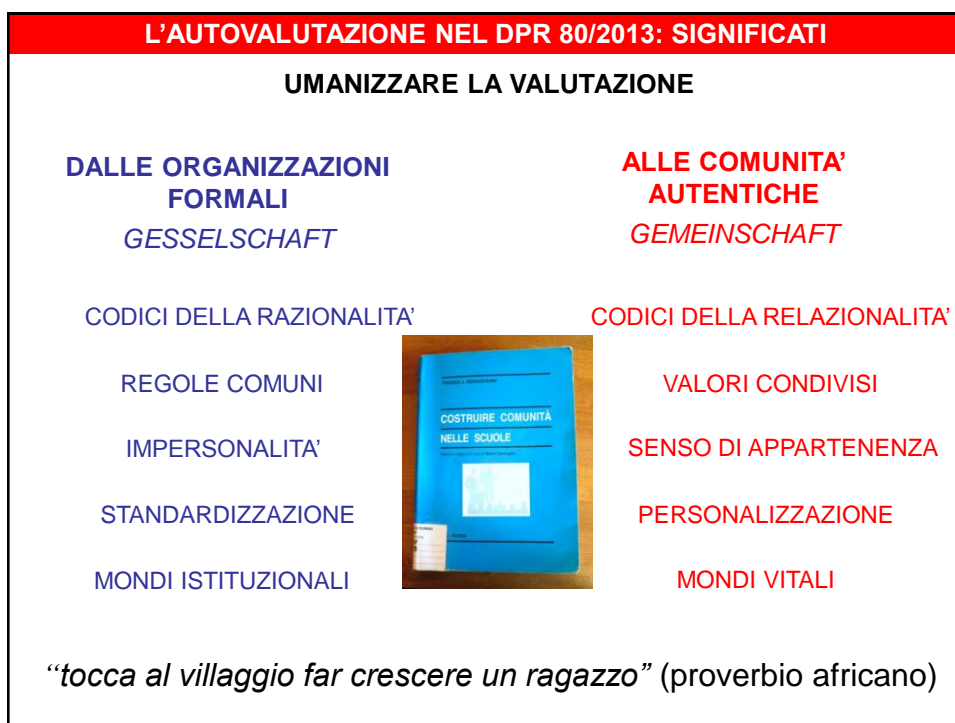 L’AUTOVALUTAZIONE NEL DPR 80/2013: SIGNIFICATI
UMANIZZARE LA VALUTAZIONE
DALLE ORGANIZZAZIONI
FORMALI
GESSELSCHAFT
ALLE COMUNITA’
AUTENTICHE
GEMEINSCHAFT
CODICI DELLA RAZIONALITA’
CODICI DELLA RELAZIONALITA’
REGOLE COMUNI
VALORI CONDIVISI
IMPERSONALITA’
SENSO DI APPARTENENZA
STANDARDIZZAZIONE
PERSONALIZZAZIONE
MONDI ISTITUZIONALI
MONDI VITALI
THOMAS J. SERGIOVANNI
COSTRUIRE COMUNITÀ
NELLE SCUOLE
“tocca al villaggio far crescere un ragazzo” (proverbio africano)